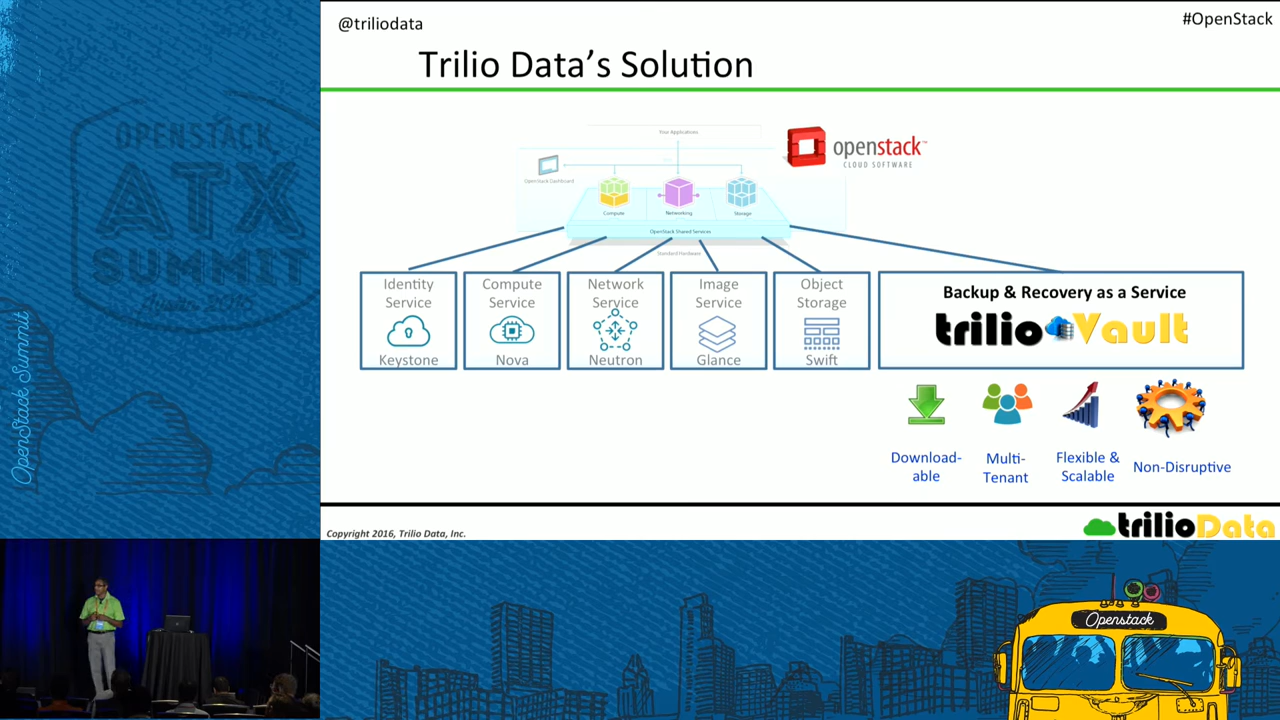 @triliodata
#OpenStack
Trilio Data's Solution
Your Applications
openstack™
CLOUD SOFTWARE
OpenStack Dashboard
Compute
Networking
Storage
OpenStack Shared Services
Standard Hardware
Identity
Service
Keystone
Compute
Service
Nova
Network
Service
Neutron
Image
Service
Glance
Object
Storage
Swift
Backup & Recovery as a Service
trilioVault
Download-
able
Multi-
Tenant
Flexible &
Scalable
Non-Disruptive
Copyright 2016, Trilio Data, Inc.
trilioData
OPENSTACK
ATX
SUMMIT
OpenStack Summit
Openstack